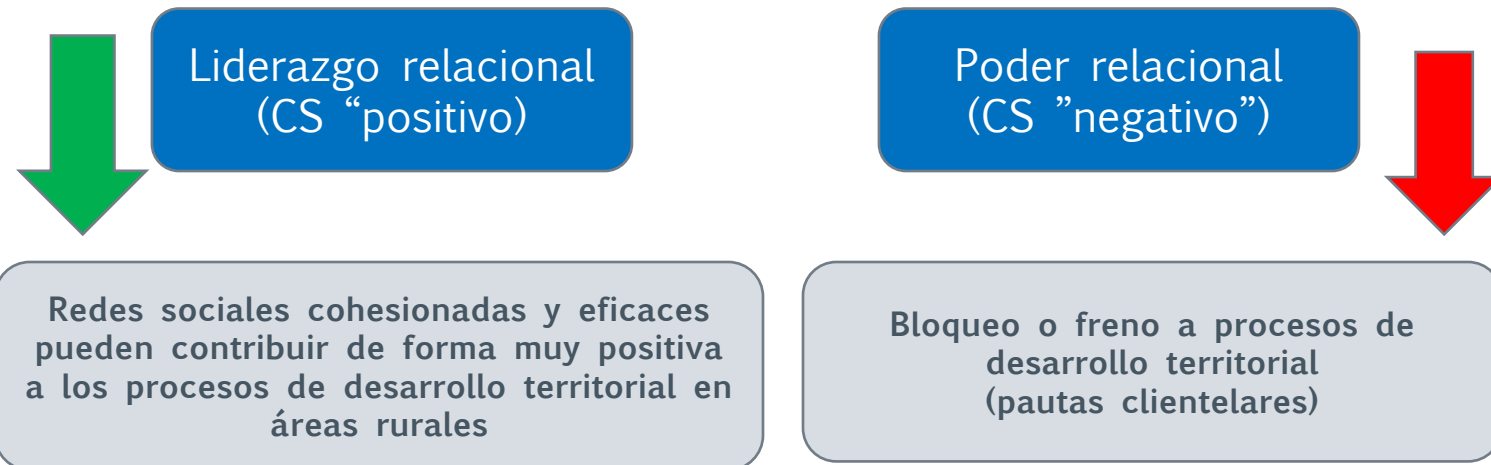 Liderazgo relacional
(CS “positivo)
Poder relacional
(CS ”negativo”)
Redes sociales cohesionadas y eficaces
pueden contribuir de forma muy positiva
a los procesos de desarrollo territorial en
áreas rurales
Bloqueo o freno a procesos de
desarrollo territorial
(pautas clientelares)